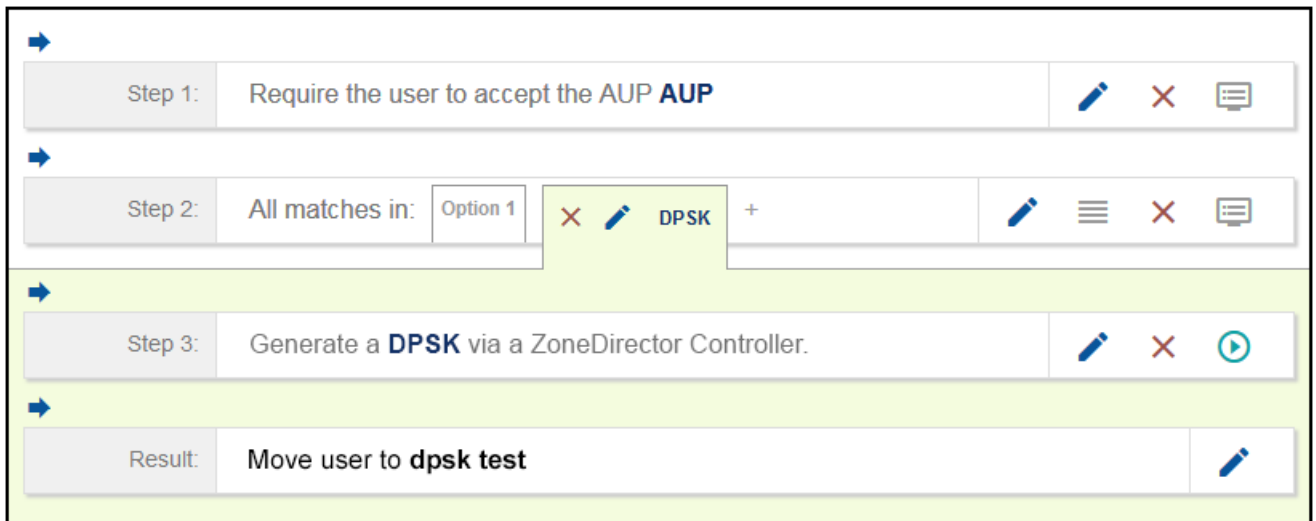 Step 1: Require the user to accept the AUP AUP
Step 2: All matches in: Option 1 DPSK +
Step 3: Generate a DPSK via a ZoneDirector Controller.
Result: Move user to dpsk test